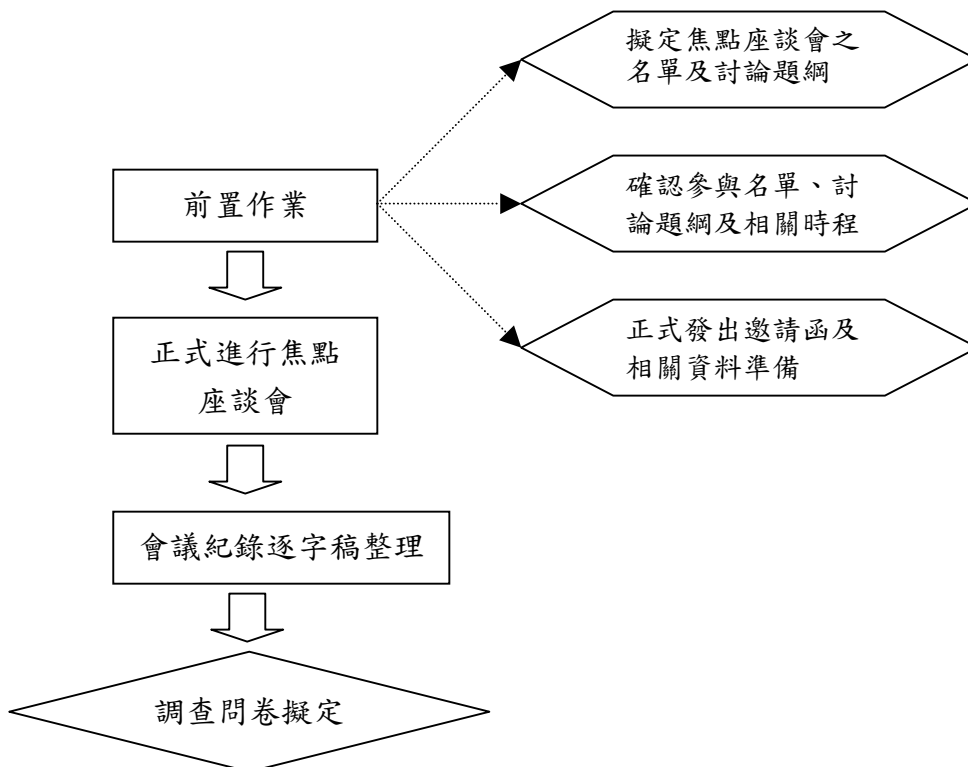 擬定焦點座談會之
名單及討論題綱
前置作業
確認參與名單、討
論題綱及相關時程
正式進行焦點
座談會
正式發出邀請函及
相關資料準備
會議紀錄逐字稿整理
調查問卷擬定